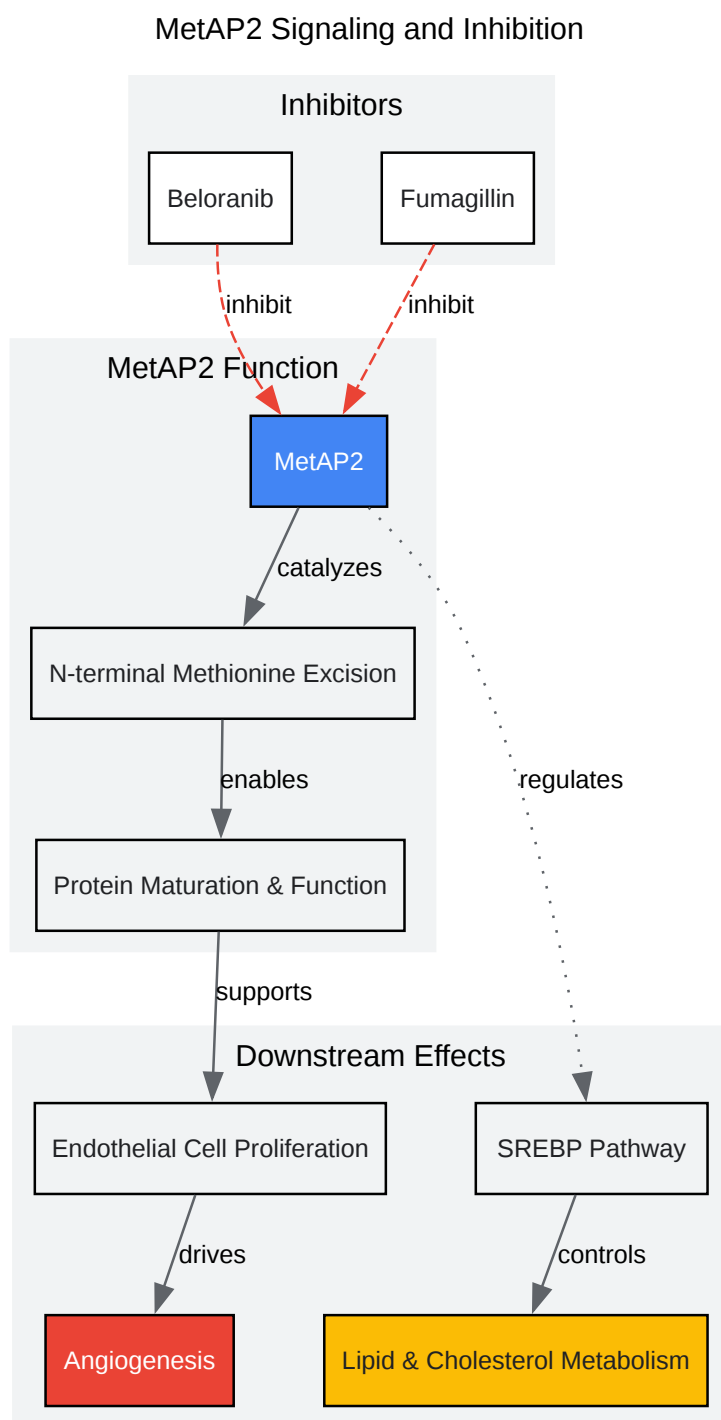 MetAP2 Signaling and Inhibition
Inhibitors
Beloranib
Fumagillin
inhibit
inhibit
MetAP2 Function
MetAP2
catalyzes
N-terminal Methionine Excision
enables
regulates
Protein Maturation & Function
supports
Downstream Effects
Endothelial Cell Proliferation
SREBP Pathway
drives
controls
Angiogenesis
Lipid & Cholesterol Metabolism